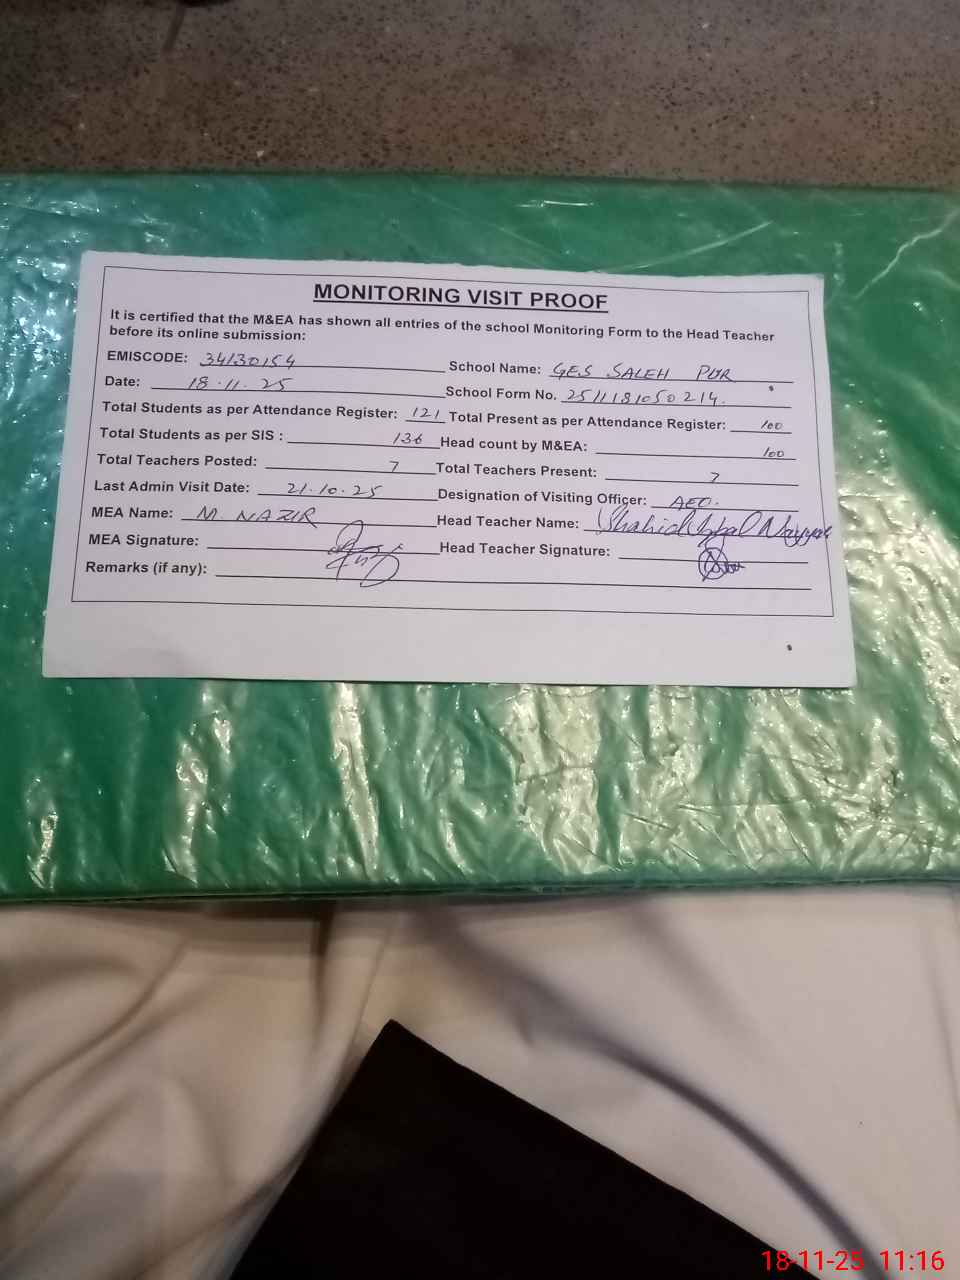 MONITORING VISIT PROOF
It is certified that the M&EA has shown all entries of the school Monitoring Form to the Head Teacher
before its online submission:
EMISCODE: 34130154 School Name: GES SALEH PUR
Date: 18.11.25 School Form No. 2511181050214.
Total Students as per Attendance Register: 121 Total Present as per Attendance Register: 100
Total Students as per SIS : 136 Head count by M&EA: 100
Total Teachers Posted: 7 Total Teachers Present: 7
Last Admin Visit Date: 21.10.25 Designation of Visiting Officer: AEO.
MEA Name: M. NAZIR Head Teacher Name: Shahid Iqbal
MEA Signature: Head Teacher Signature:
Remarks (if any):
18-11-25 11:16